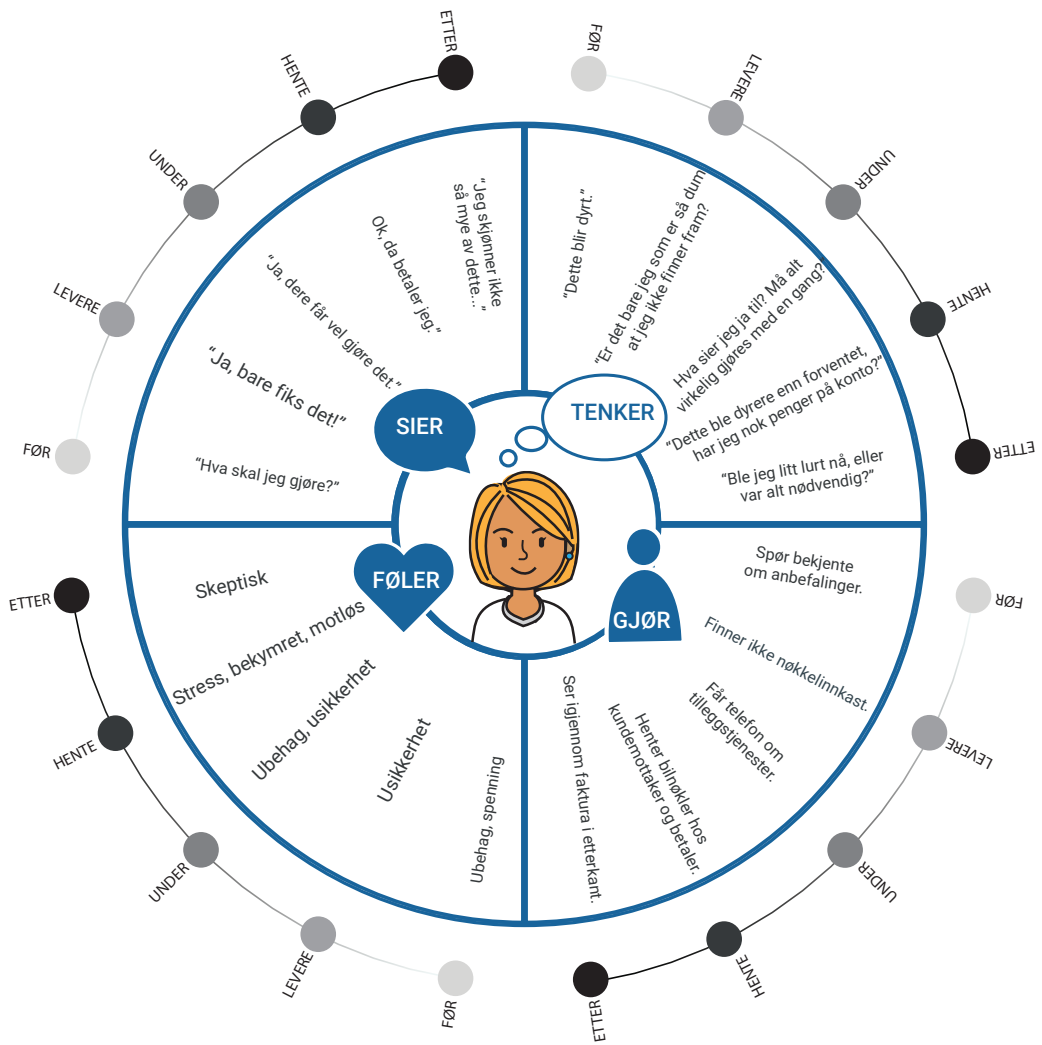 SIER
FØR
LEVERE
UNDER
HENTE
ETTER
“Hva skal jeg gjøre?”
“Ja, bare fiks det!”
“Ja, dere får vel gjøre det.”
Ok, da betaler jeg.”
“Jeg skjønner ikke
så mye av dette...”
TENKER
FØR
LEVERE
UNDER
HENTE
ETTER
“Dette blir dyrt.”
“Er det bare jeg som er så dum
at jeg ikke finner fram?
Hva sier jeg ja til? Må alt
virkelig gjøres med en gang?
“Dette ble dyrere enn forventet,
har jeg nok penger på konto?”
“Ble jeg litt lurt nå, eller
var alt nødvendig?”
GJØR
FØR
LEVERE
UNDER
HENTE
ETTER
Spør bekjente
om anbefalinger.
Finner ikke nøkkelinnkast.
Får telefon om
tilleggstjenester.
Henter bilnøkler hos
kundemottaker og betaler.
Ser igjennom faktura i etterkant.
FØLER
FØR
LEVERE
UNDER
HENTE
ETTER
Ubehag, spenning
Usikkerhet
Ubehag, usikkerhet
Stress, bekymret, motløs
Skeptisk